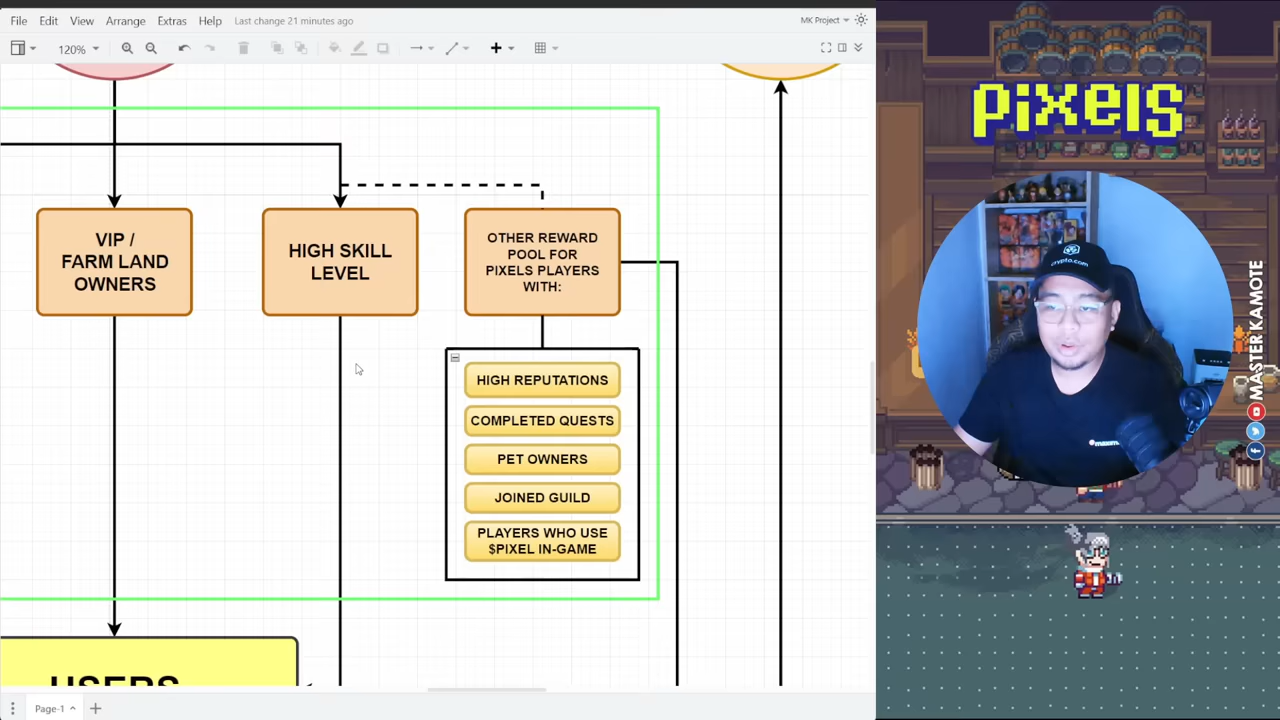 File Edit View Arrange Extras Help Last change 21 minutes ago
MK Project
120%
VIP /
FARM LAND
OWNERS
HIGH SKILL
LEVEL
OTHER REWARD
POOL FOR
PIXELS PLAYERS
WITH:
HIGH REPUTATIONS
COMPLETED QUESTS
PET OWNERS
JOINED GUILD
PLAYERS WHO USE
$PIXEL IN-GAME
USERS
Page-1
pixels
crypto.com
MASTER KAMOTE